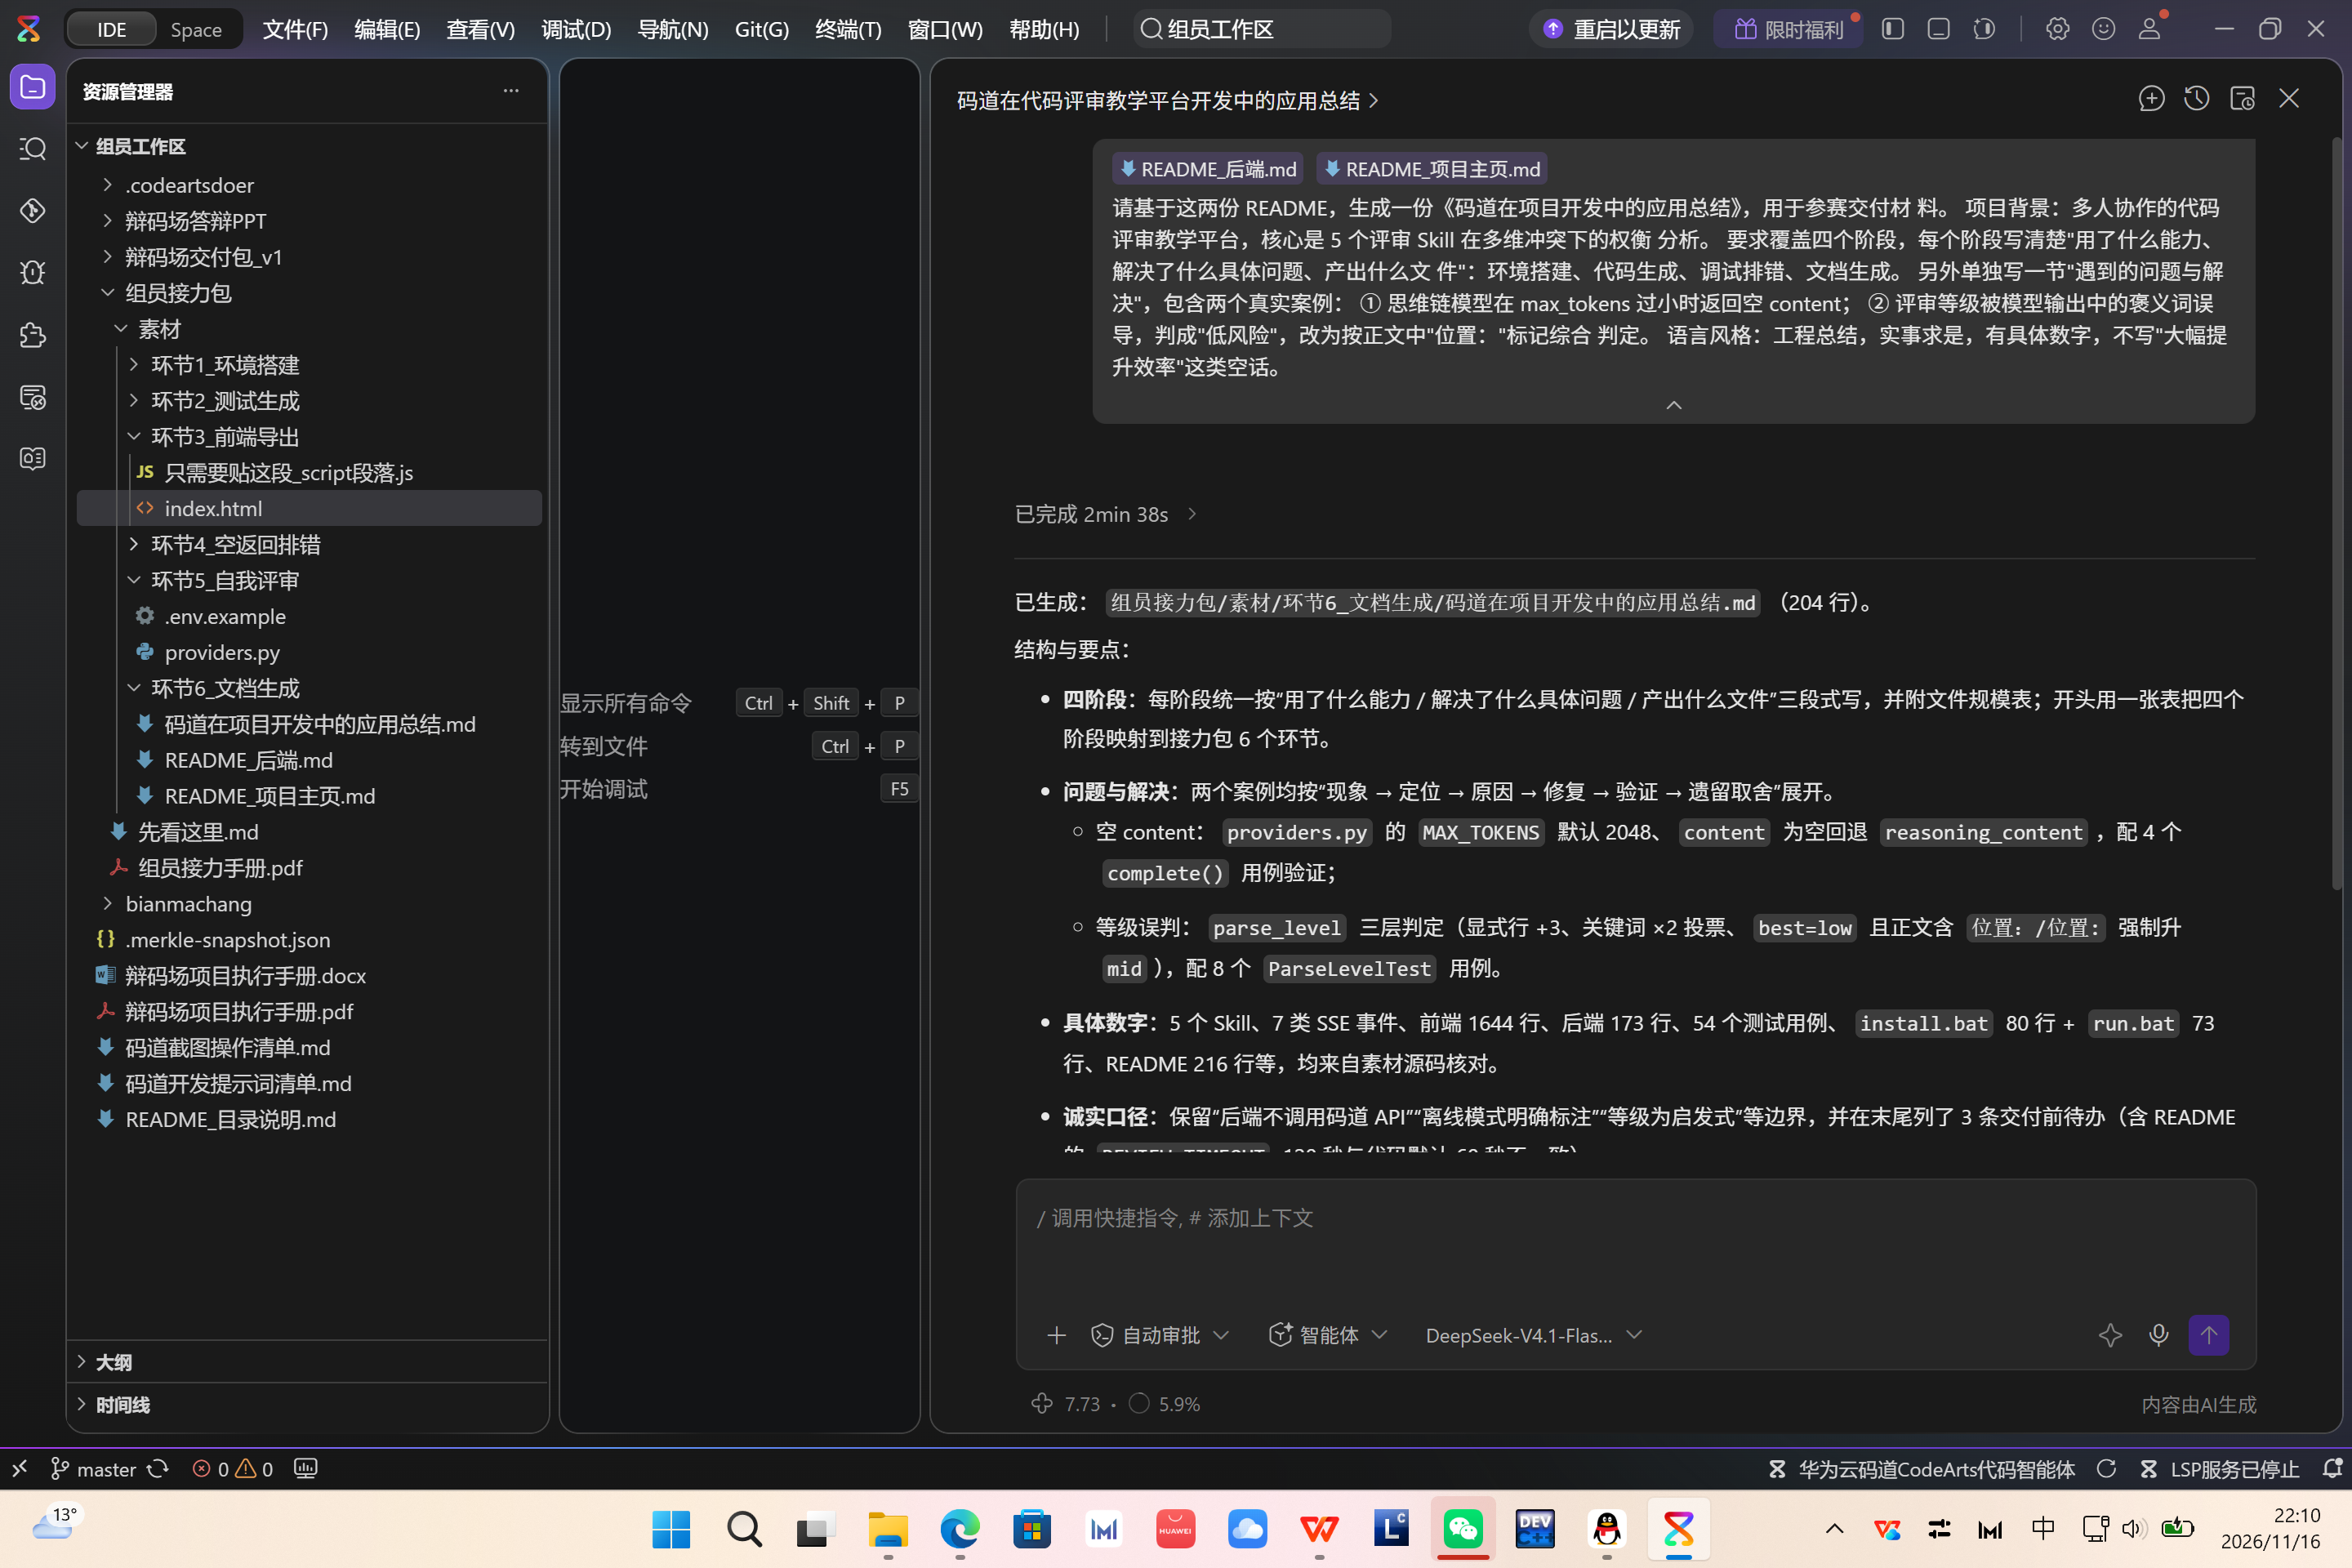 IDE Space 文件(F) 编辑(E) 查看(V) 调试(D) 导航(N) Git(G) 终端(T) 窗口(W) 帮助(H) 组员工作区 重启以更新 限时福利
资源管理器
组员工作区
.codeartsdoer
辩码场答辩PPT
辩码场交付包_v1
组员接力包
素材
环节1_环境搭建
环节2_测试生成
环节3_前端导出
JS 只需要贴这段_script段落.js
index.html
环节4_空返回排错
环节5_自我评审
.env.example
providers.py
环节6_文档生成
码道在项目开发中的应用总结.md
README_后端.md
README_项目主页.md
先看这里.md
组员接力手册.pdf
bianmachang
.merkle-snapshot.json
辩码场项目执行手册.docx
辩码场项目执行手册.pdf
码道截图操作清单.md
码道开发提示词清单.md
README_目录说明.md
大纲
时间线
显示所有命令 Ctrl + Shift + P
转到文件 Ctrl + P
开始调试 F5
码道在代码评审教学平台开发中的应用总结
README_后端.md README_项目主页.md
请基于这两份 README，生成一份《码道在项目开发中的应用总结》，用于参赛交付材 料。 项目背景：多人协作的代码
评审教学平台，核心是 5 个评审 Skill 在多维冲突下的权衡 分析。 要求覆盖四个阶段，每个阶段写清楚"用了什么能力、
解决了什么具体问题、产出什么文 件"：环境搭建、代码生成、调试排错、文档生成。 另外单独写一节"遇到的问题与解
决"，包含两个真实案例： ① 思维链模型在 max_tokens 过小时返回空 content； ② 评审等级被模型输出中的褒义词误
导，判成"低风险"，改为按正文中"位置："标记综合 判定。 语言风格：工程总结，实事求是，有具体数字，不写"大幅提
升效率"这类空话。
已完成 2min 38s
已生成： 组员接力包/素材/环节6_文档生成/码道在项目开发中的应用总结.md （204 行）。
结构与要点：
四阶段：每阶段统一按“用了什么能力 / 解决了什么具体问题 / 产出什么文件”三段式写，并附文件规模表；开头用一张表把四个
阶段映射到接力包 6 个环节。
问题与解决：两个案例均按“现象 → 定位 → 原因 → 修复 → 验证 → 遗留取舍”展开。
空 content： providers.py 的 MAX_TOKENS 默认 2048、 content 为空回退 reasoning_content ，配 4 个
complete() 用例验证；
等级误判： parse_level 三层判定（显式行 +3、关键词 ×2 投票、 best=low 且正文含 位置：/位置: 强制升
mid ），配 8 个 ParseLevelTest 用例。
具体数字：5 个 Skill、7 类 SSE 事件、前端 1644 行、后端 173 行、54 个测试用例、 install.bat 80 行 + run.bat 73
行、README 216 行等，均来自素材源码核对。
诚实口径：保留“后端不调用码道 API”“离线模式明确标注”“等级为启发式”等边界，并在末尾列了 3 条交付前待办（含 README
的 REVIEW_TIMEOUT 120 秒与代码默认 60 秒不一致）
/ 调用快捷指令, # 添加上下文
自动审批 智能体 DeepSeek-V4.1-Flas...
7.73 · 5.9% 内容由AI生成
master 0 0 华为云码道CodeArts代码智能体 LSP服务已停止
13° HUAWEI LC DEV C++ 中 22:10
2026/11/16